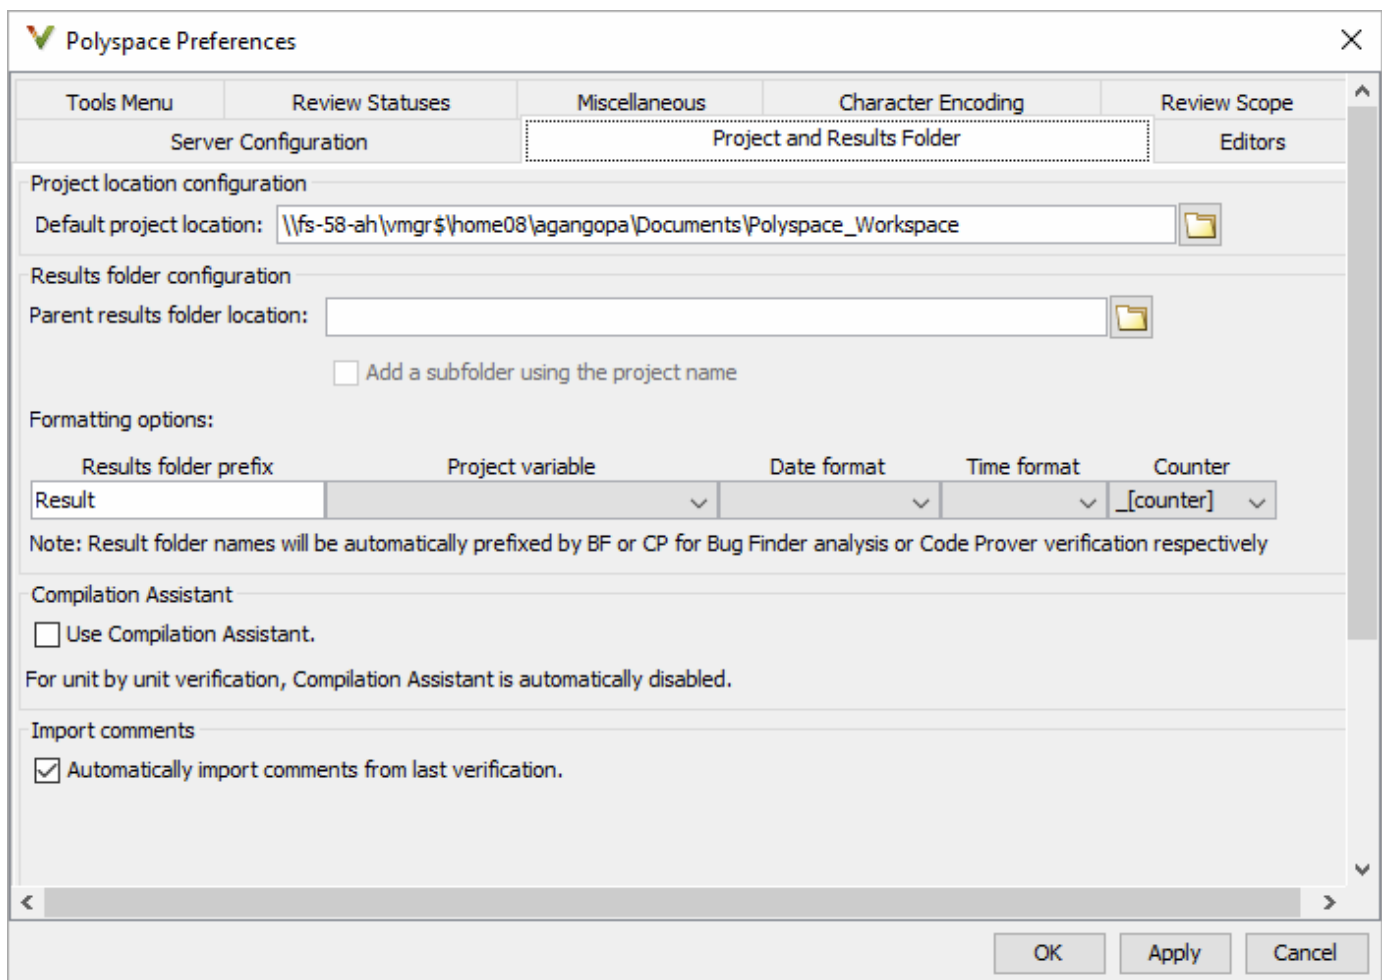 Polyspace Preferences
Tools Menu Review Statuses Miscellaneous Character Encoding Review Scope
Server Configuration Project and Results Folder Editors
Project location configuration
Default project location: \\fs-58-ah\vmgr$\home08\agangopa\Documents\Polyspace_Workspace
Results folder configuration
Parent results folder location:
Add a subfolder using the project name
Formatting options:
Results folder prefix Project variable Date format Time format Counter
Result _[counter]
Note: Result folder names will be automatically prefixed by BF or CP for Bug Finder analysis or Code Prover verification respectively
Compilation Assistant
Use Compilation Assistant.
For unit by unit verification, Compilation Assistant is automatically disabled.
Import comments
Automatically import comments from last verification.
OK Apply Cancel